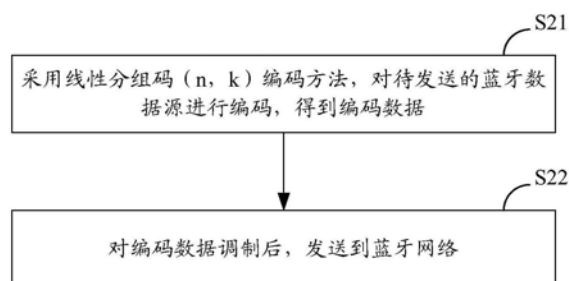 S21
采用线性分组码（n, k）编码方法，对待发送的蓝牙数
据源进行编码，得到编码数据
S22
对编码数据调制后，发送到蓝牙网络